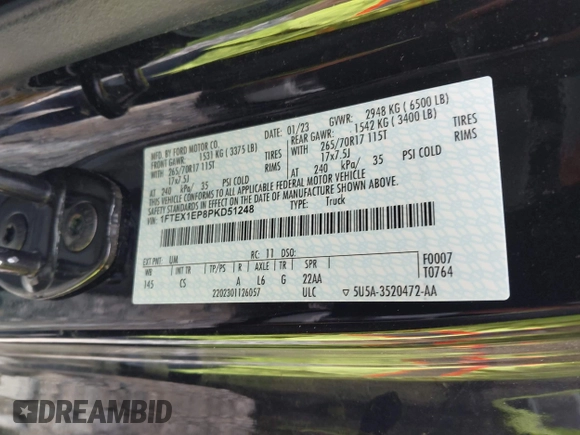 MFD. BY FORD MOTOR CO.
DATE: 01/23 GVWR: 2948 KG ( 6500 LB)
FRONT GAWR: 1531 KG ( 3375 LB)
REAR GAWR: 1542 KG ( 3400 LB)
265/70R17 115T TIRES WITH 265/70R17 115T TIRES
WITH 17x7.5J RIMS 17x7.5J RIMS
AT 240 kPa/ 35 PSI COLD AT 240 kPa/ 35 PSI COLD
THIS VEHICLE CONFORMS TO ALL APPLICABLE FEDERAL MOTOR VEHICLE
SAFETY STANDARDS IN EFFECT ON THE DATE OF MANUFACTURE SHOWN ABOVE.
VIN: 1FTEX1EP8PKD51248
TYPE: Truck
EXT PNT: UM RC: 11 DSO: F0007
WB INT TR TP/PS R AXLE TR SPR T0764
145 CS A L6 G 22AA
2202301126057 ULC ▽ 5U5A-3520472-AA
DREAMBID